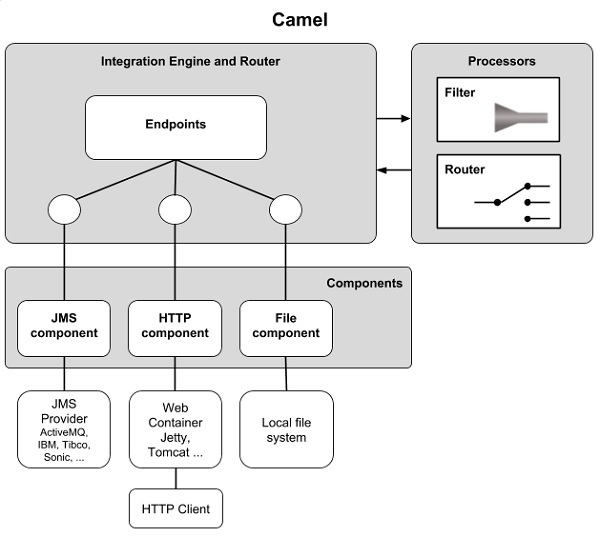 Camel
Integration Engine and Router
Endpoints
Processors
Filter
Router
Components
JMS
component
HTTP
component
File
component
JMS
Provider
ActiveMQ,
IBM, Tibco,
Sonic, ...
Web
Container
Jetty,
Tomcat ...
Local file
system
HTTP Client